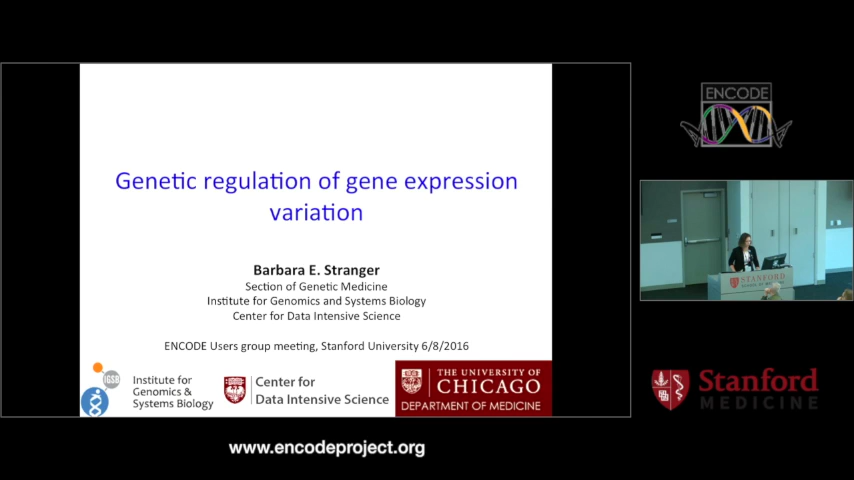 Genetic regulation of gene expression
variation
Barbara E. Stranger
Section of Genetic Medicine
Institute for Genomics and Systems Biology
Center for Data Intensive Science
ENCODE Users group meeting, Stanford University 6/8/2016
IGSB
Institute for
Genomics &
Systems Biology
Center for
Data Intensive Science
THE UNIVERSITY OF
CHICAGO
DEPARTMENT OF MEDICINE
ENCODE
STANFORD
Stanford
MEDICINE
www.encodeproject.org